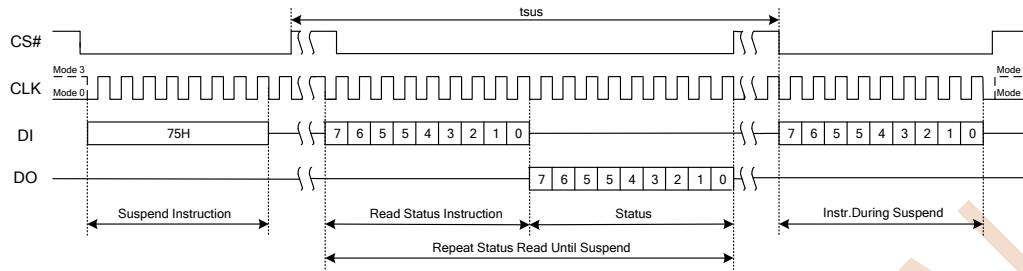 tsus
CS#
Mode 3
CLK
Mode 0
Mode
Mode
DI
75H
7 6 5 5 4 3 2 1 0
7 6 5 5 4 3 2 1 0
DO
7 6 5 5 4 3 2 1 0
Suspend Instruction
Read Status Instruction
Status
Instr.During Suspend
Repeat Status Read Until Suspend